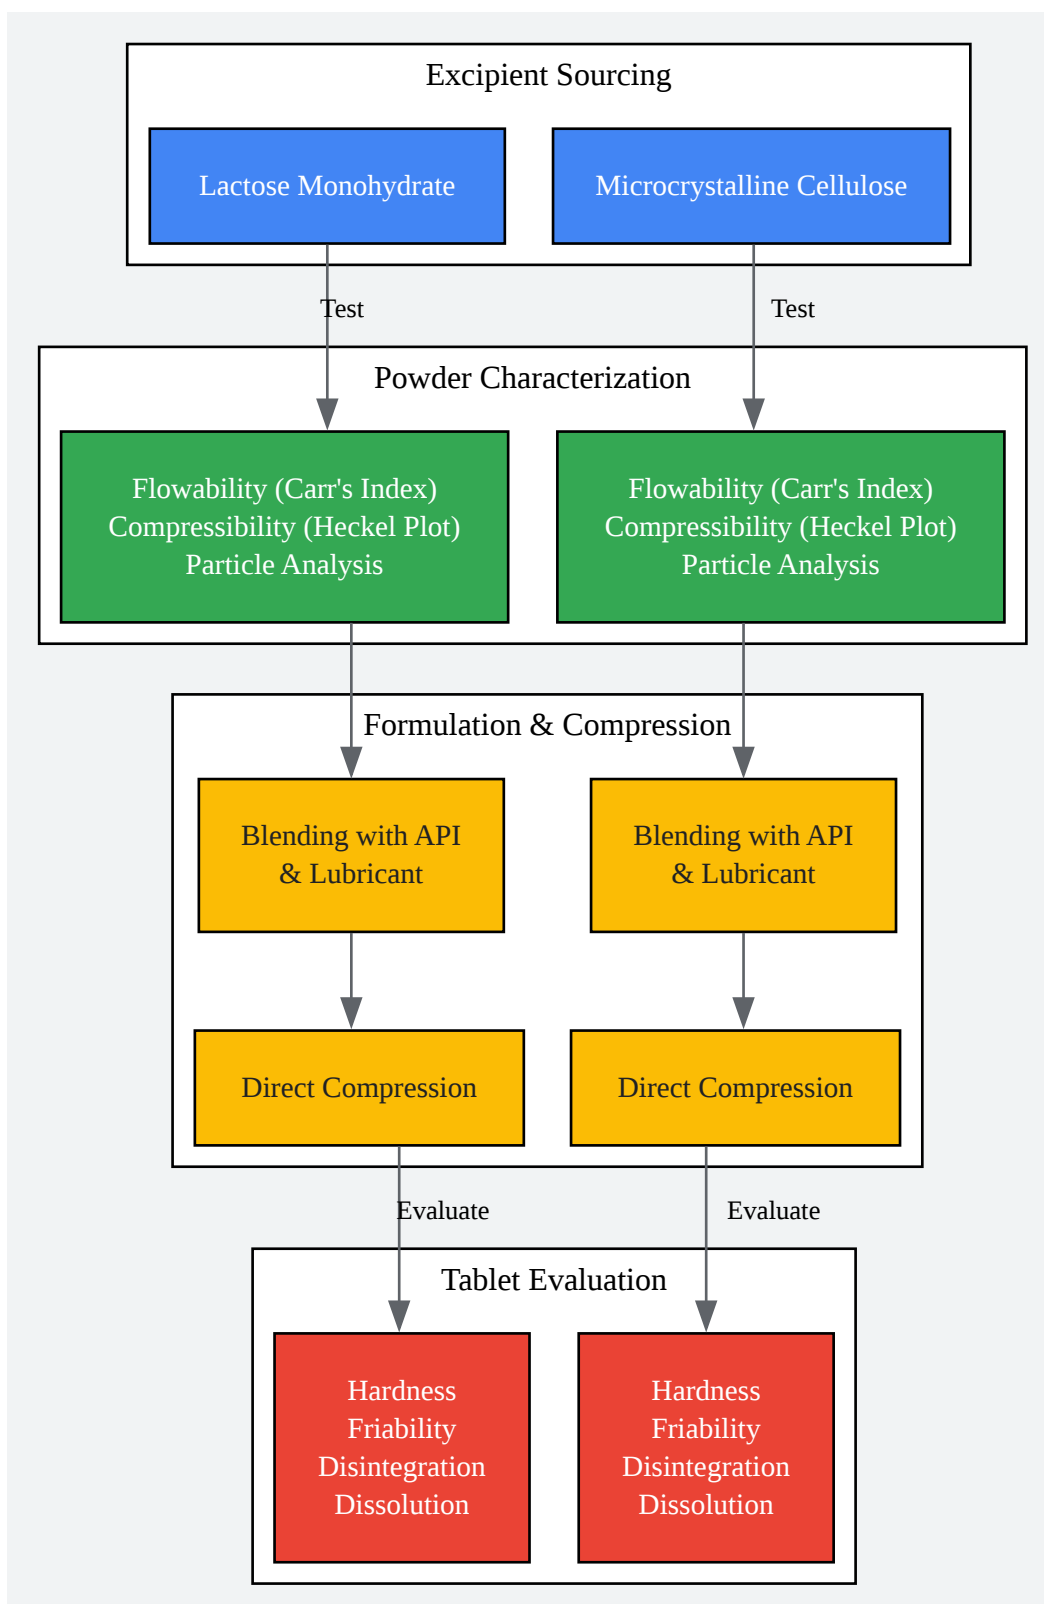 Excipient Sourcing
Lactose Monohydrate
Microcrystalline Cellulose
Test
Test
Powder Characterization
Flowability (Carr's Index)
Compressibility (Heckel Plot)
Particle Analysis
Flowability (Carr's Index)
Compressibility (Heckel Plot)
Particle Analysis
Formulation & Compression
Blending with API
& Lubricant
Blending with API
& Lubricant
Direct Compression
Direct Compression
Evaluate
Evaluate
Tablet Evaluation
Hardness
Friability
Disintegration
Dissolution
Hardness
Friability
Disintegration
Dissolution